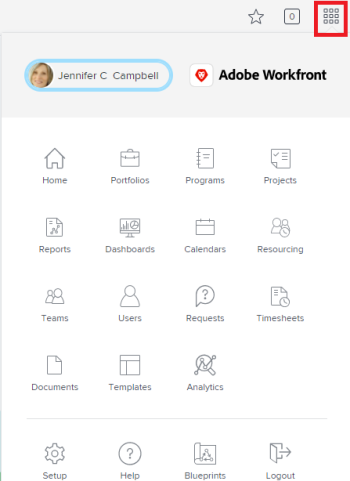 0
Jennifer C Campbell
Adobe Workfront
Home Portfolios Programs Projects
Reports Dashboards Calendars Resourcing
Teams Users Requests Timesheets
Documents Templates Analytics
Setup Help Blueprints Logout